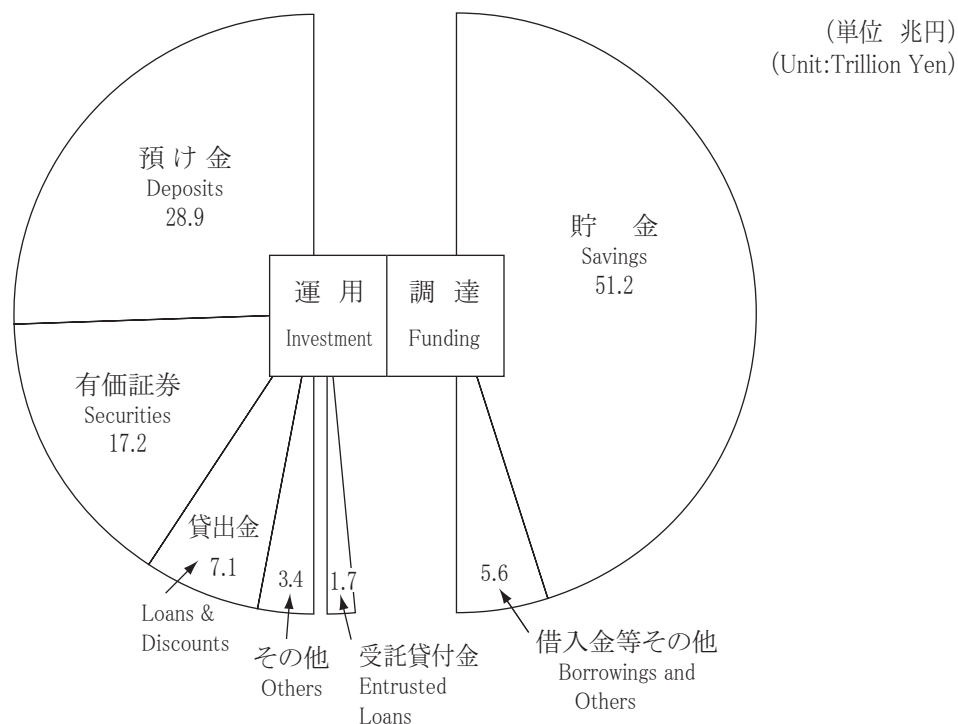 (単位 兆円)
(Unit:Trillion Yen)
預け金
Deposits
28.9
貯 金
Savings
51.2
運 用
Investment
調 達
Funding
有価証券
Securities
17.2
貸出金
7.1
Loans &
Discounts
3.4
その他
Others
1.7
受託貸付金
Entrusted
Loans
5.6
借入金等その他
Borrowings and
Others